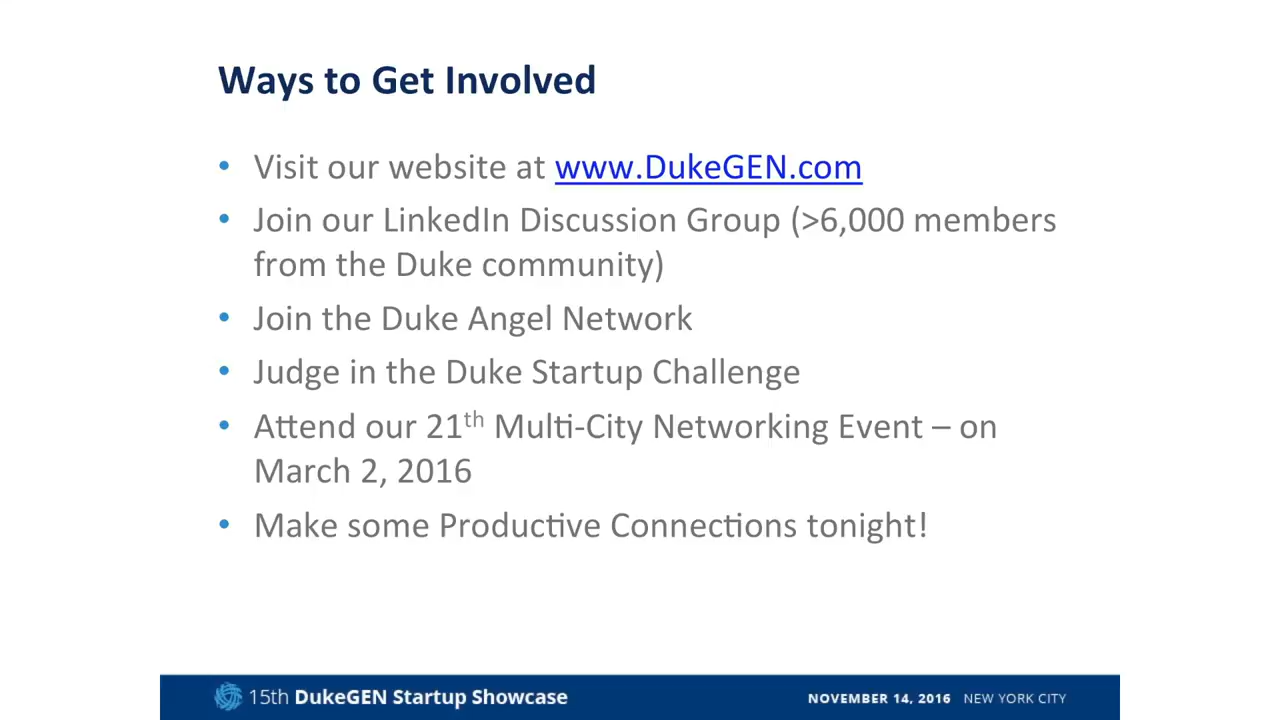 Ways to Get Involved
• Visit our website at www.DukeGEN.com
• Join our LinkedIn Discussion Group (>6,000 members
from the Duke community)
• Join the Duke Angel Network
• Judge in the Duke Startup Challenge
• Attend our 21th Multi-City Networking Event – on
March 2, 2016
• Make some Productive Connections tonight!
15th DukeGEN Startup Showcase
NOVEMBER 14, 2016 NEW YORK CITY